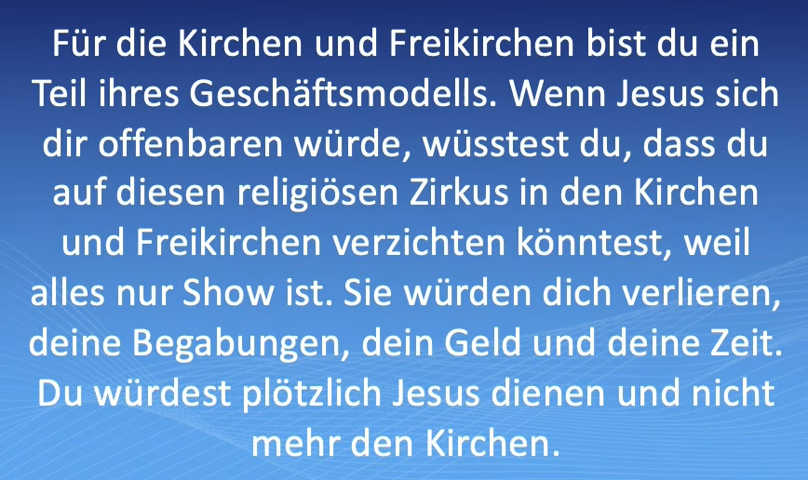 Für die Kirchen und Freikirchen bist du ein
Teil ihres Geschäftsmodells. Wenn Jesus sich
dir offenbaren würde, wüsstest du, dass du
auf diesen religiösen Zirkus in den Kirchen
und Freikirchen verzichten könntest, weil
alles nur Show ist. Sie würden dich verlieren,
deine Begabungen, dein Geld und deine Zeit.
Du würdest plötzlich Jesus dienen und nicht
mehr den Kirchen.